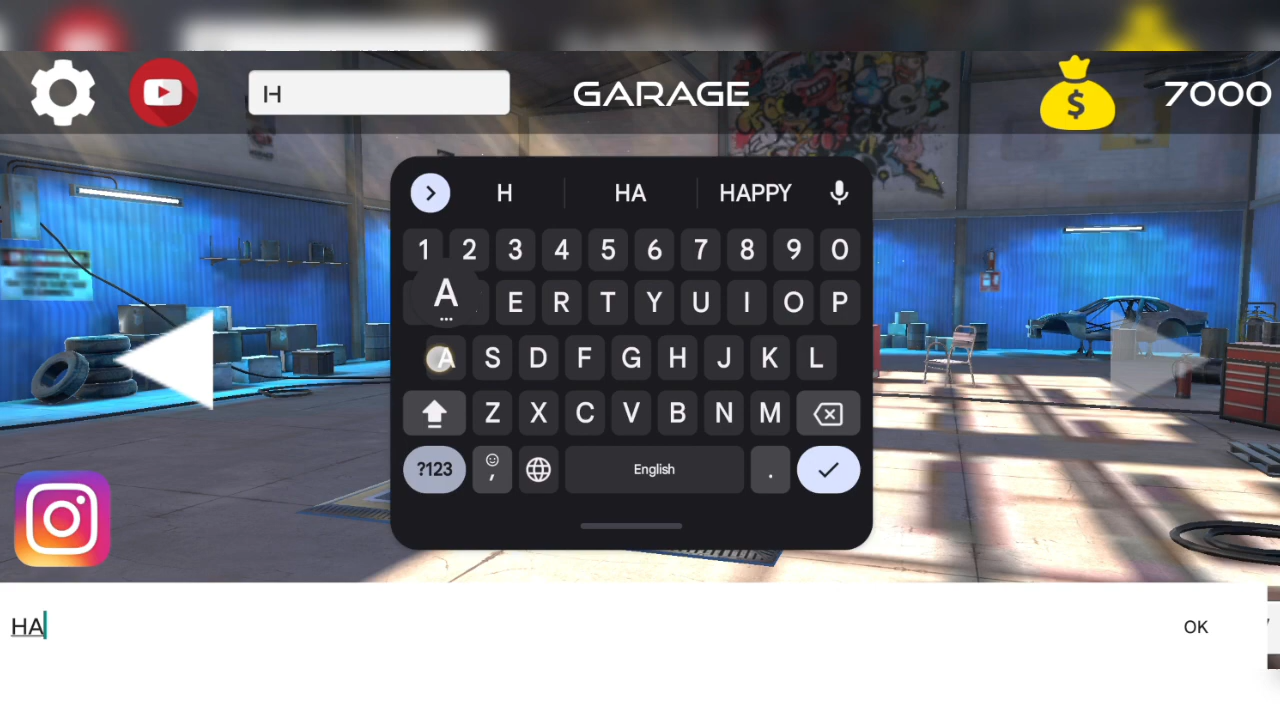 H
GARAGE
$
7000
H HA HAPPY
1 2 3 4 5 6 7 8 9 0
A
E R T Y U I O P
A S D F G H J K L
Z X C V B N M
?123 , English .
HA
OK